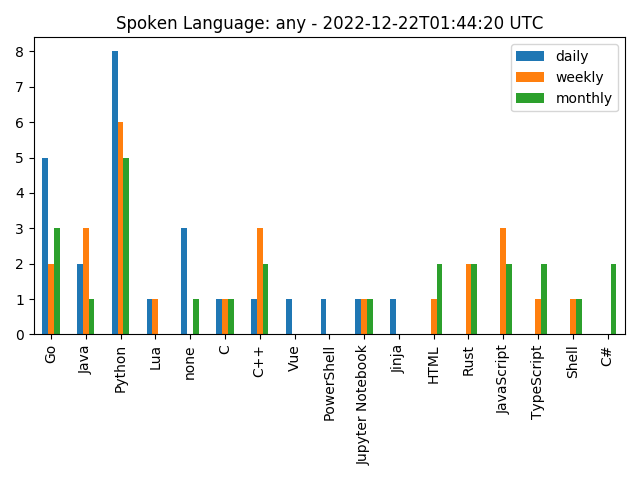 Spoken Language: any - 2022-12-22T01:44:20 UTC
daily
weekly
monthly
8
7
6
5
4
3
2
1
0
Go
Java
Python
Lua
none
C
C++
Vue
PowerShell
Jupyter Notebook
Jinja
HTML
Rust
JavaScript
TypeScript
Shell
C#